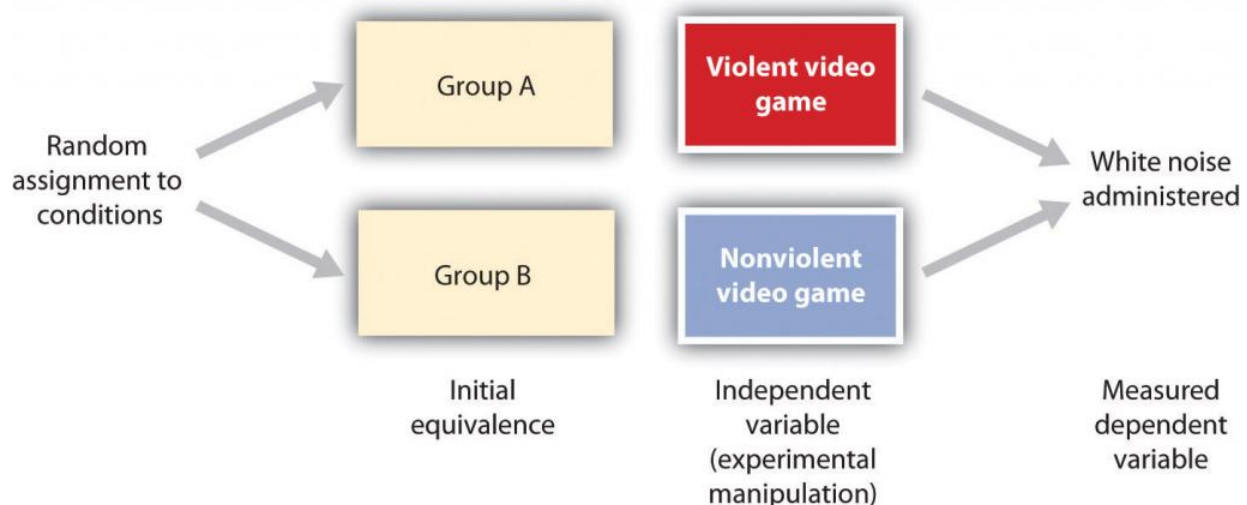 Random
assignment to
conditions
Group A
Group B
Initial
equivalence
Violent video
game
Nonviolent
video game
Independent
variable
(experimental
manipulation)
White noise
administered
Measured
dependent
variable